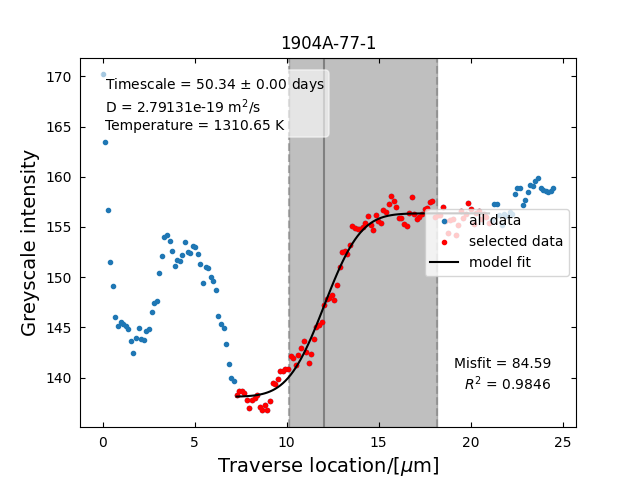 1904A-77-1
Timescale = 50.34 ± 0.00 days
D = 2.79131e-19 m²/s
Temperature = 1310.65 K
Greyscale intensity
170
165
160
155
150
145
140
all data
selected data
model fit
Misfit = 84.59
R² = 0.9846
0 5 10 15 20 25
Traverse location/[μm]